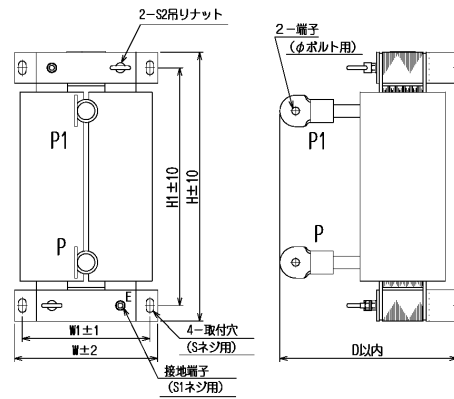 2-S2吊りナット
2-端子
(φボルト用)
P1
P1
H1±10
H±10
P
P
E
W1±1
W±2
4-取付穴
(Sネジ用)
接地端子
(S1ネジ用)
D以内